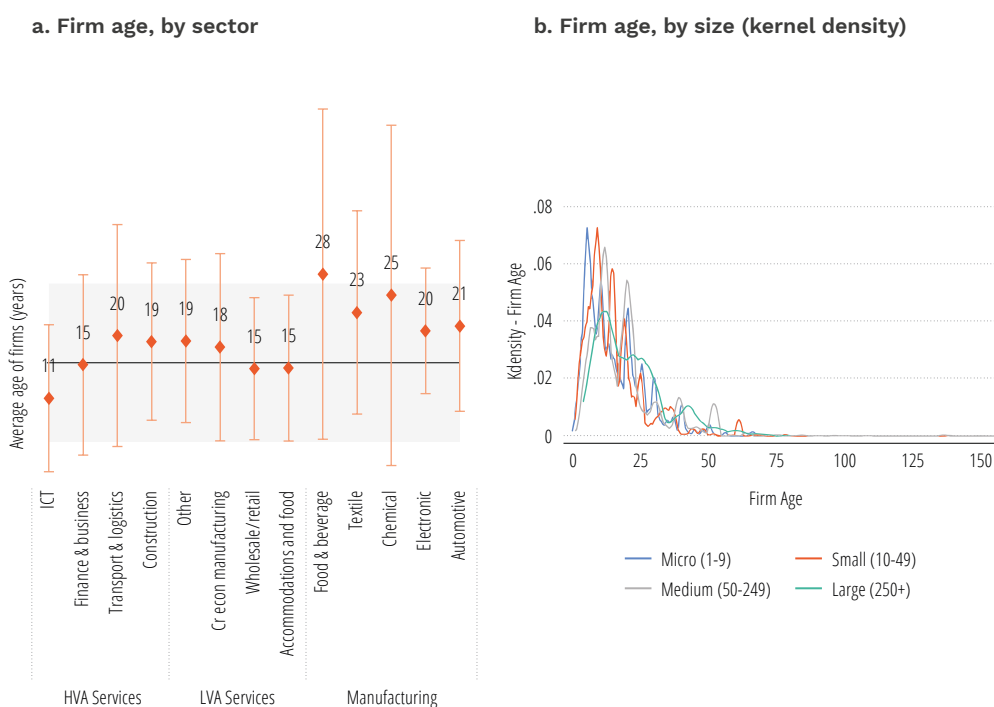 a. Firm age, by sector
Average age of firms (years)
11
15
20
19
19
18
15
15
28
23
25
20
21
ICT
Finance & business
Transport & logistics
Construction
Other
Cr econ manufacturing
Wholesale/retail
Accommodations and food
Food & beverage
Textile
Chemical
Electronic
Automotive
HVA Services
LVA Services
Manufacturing
b. Firm age, by size (kernel density)
Kdensity - Firm Age
.08
.06
.04
.02
0
0 25 50 75 100 125 150
Firm Age
Micro (1-9)
Small (10-49)
Medium (50-249)
Large (250+)